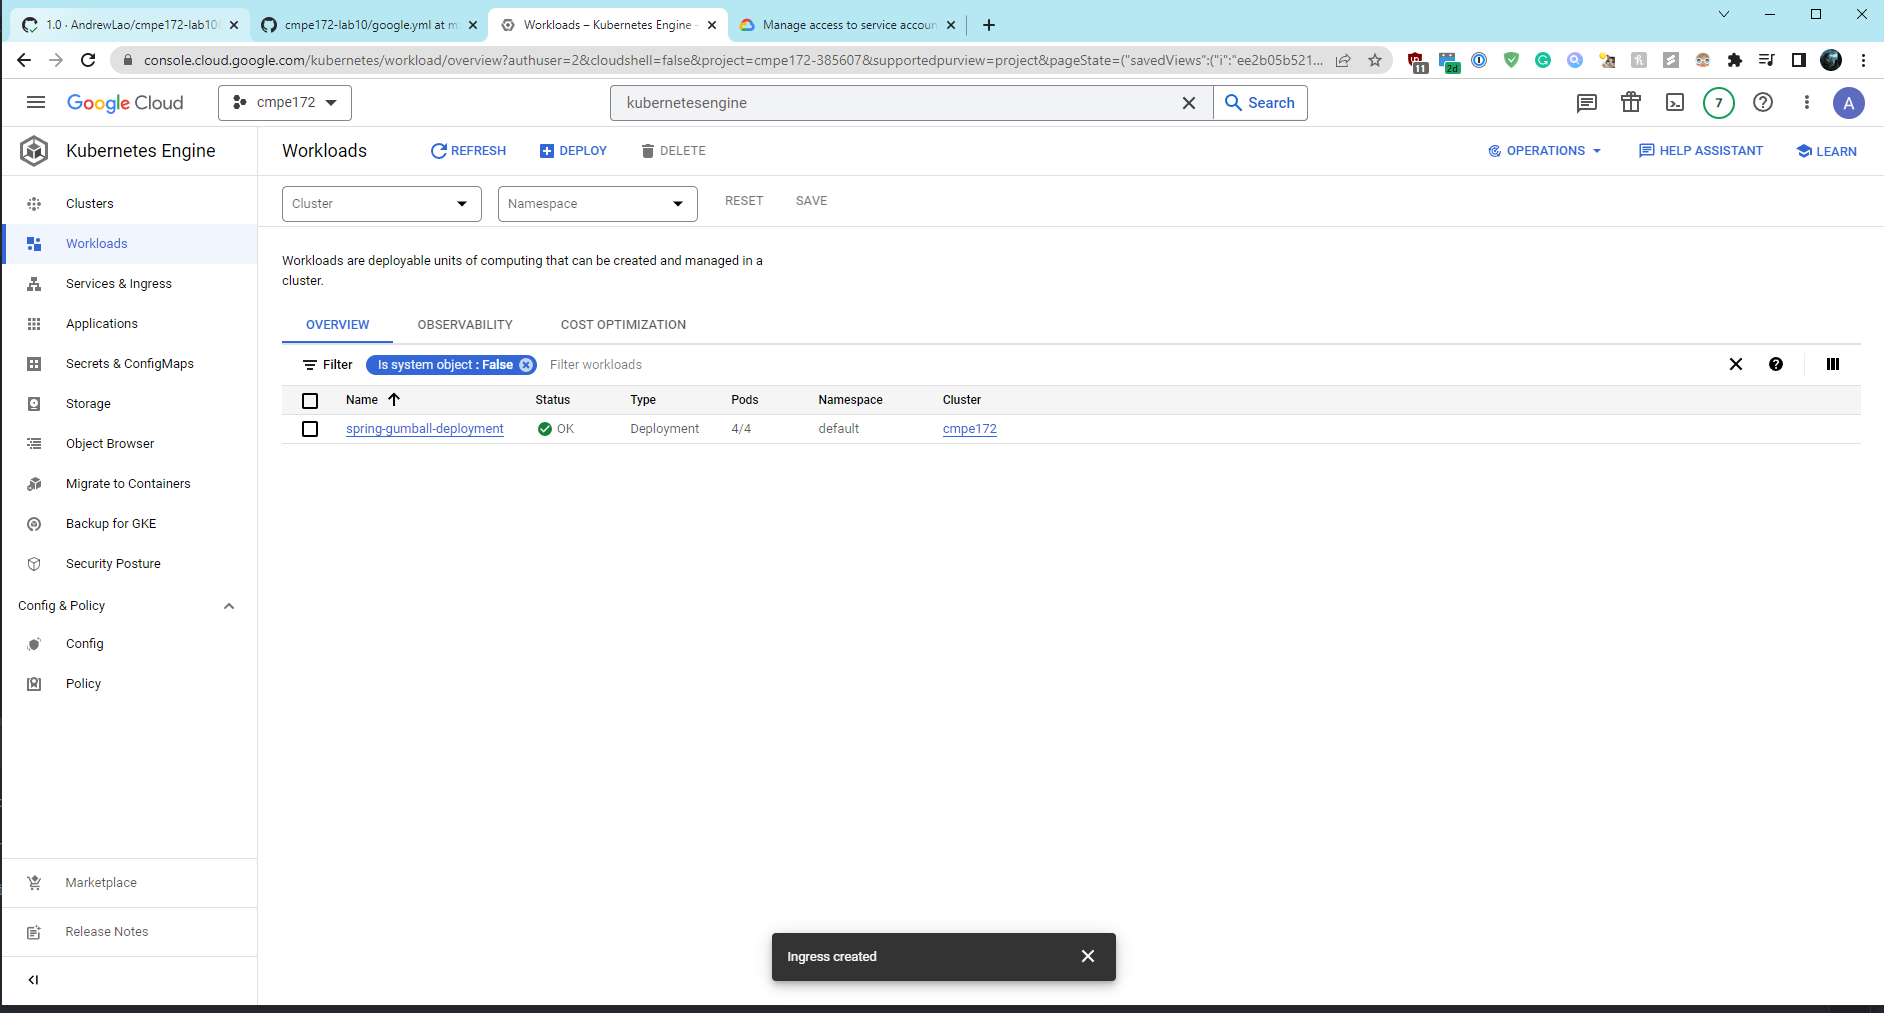 1.0 · AndrewLao/cmpe172-lab10
cmpe172-lab10/google.yml at m
Workloads – Kubernetes Engine -
Manage access to service accoun
console.cloud.google.com/kubernetes/workload/overview?authuser=2&cloudshell=false&project=cmpe172-385607&supportedpurview=project&pageState=("savedViews":("i":"ee2b05b521...
11
2d
Google Cloud
cmpe172
kubernetesengine
Search
7
A
Kubernetes Engine
Workloads
REFRESH
DEPLOY
DELETE
OPERATIONS
HELP ASSISTANT
LEARN
Clusters
Workloads
Services & Ingress
Applications
Secrets & ConfigMaps
Storage
Object Browser
Migrate to Containers
Backup for GKE
Security Posture
Config & Policy
Config
Policy
Marketplace
Release Notes
Cluster
Namespace
RESET
SAVE
Workloads are deployable units of computing that can be created and managed in a
cluster.
OVERVIEW
OBSERVABILITY
COST OPTIMIZATION
Filter
Is system object : False
Filter workloads
Name Status Type Pods Namespace Cluster
spring-gumball-deployment OK Deployment 4/4 default cmpe172
Ingress created